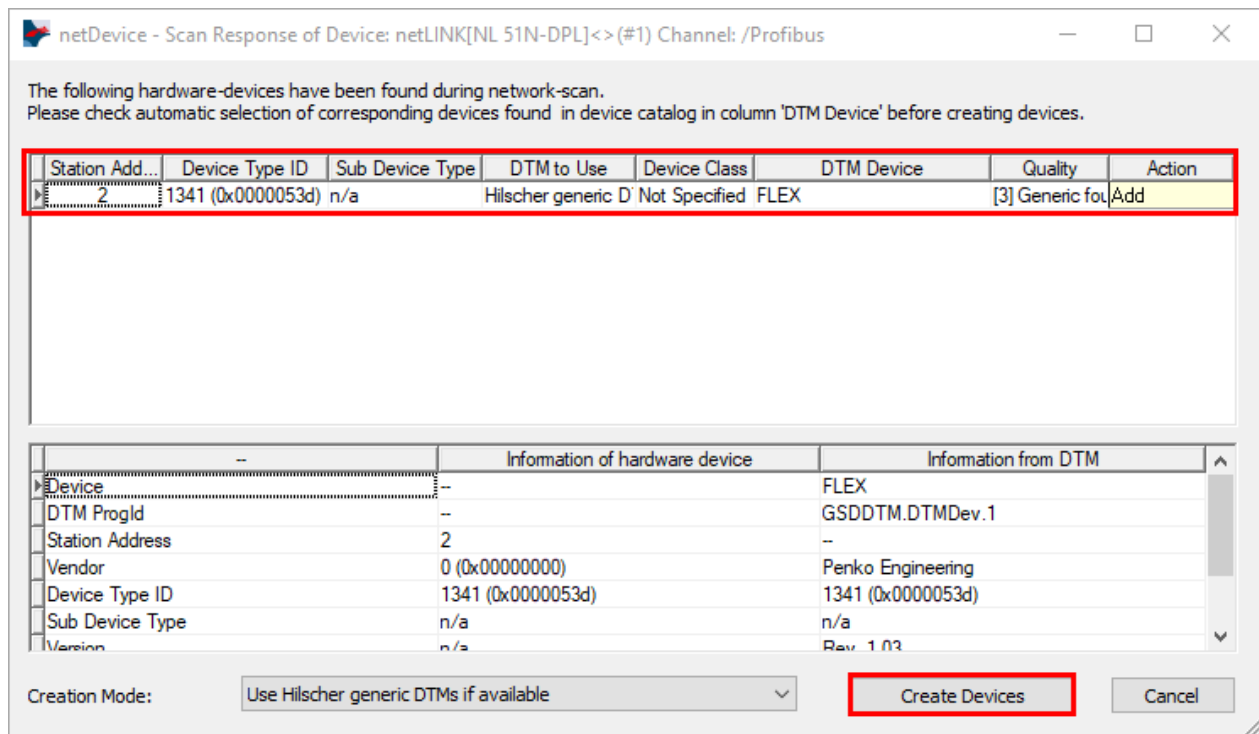 netDevice - Scan Response of Device: netLINK[NL 51N-DPL]<>(#1) Channel: /Profibus
The following hardware-devices have been found during network-scan.
Please check automatic selection of corresponding devices found in device catalog in column 'DTM Device' before creating devices.
Station Add... Device Type ID Sub Device Type DTM to Use Device Class DTM Device Quality Action
2 1341 (0x0000053d) n/a Hilscher generic D Not Specified FLEX [3] Generic fou Add
-- Information of hardware device Information from DTM
Device -- FLEX
DTM ProgId -- GSDDTM.DTMDev.1
Station Address 2 --
Vendor 0 (0x00000000) Penko Engineering
Device Type ID 1341 (0x0000053d) 1341 (0x0000053d)
Sub Device Type n/a n/a
Version n/a Rev. 1.03
Creation Mode: Use Hilscher generic DTMs if available Create Devices Cancel